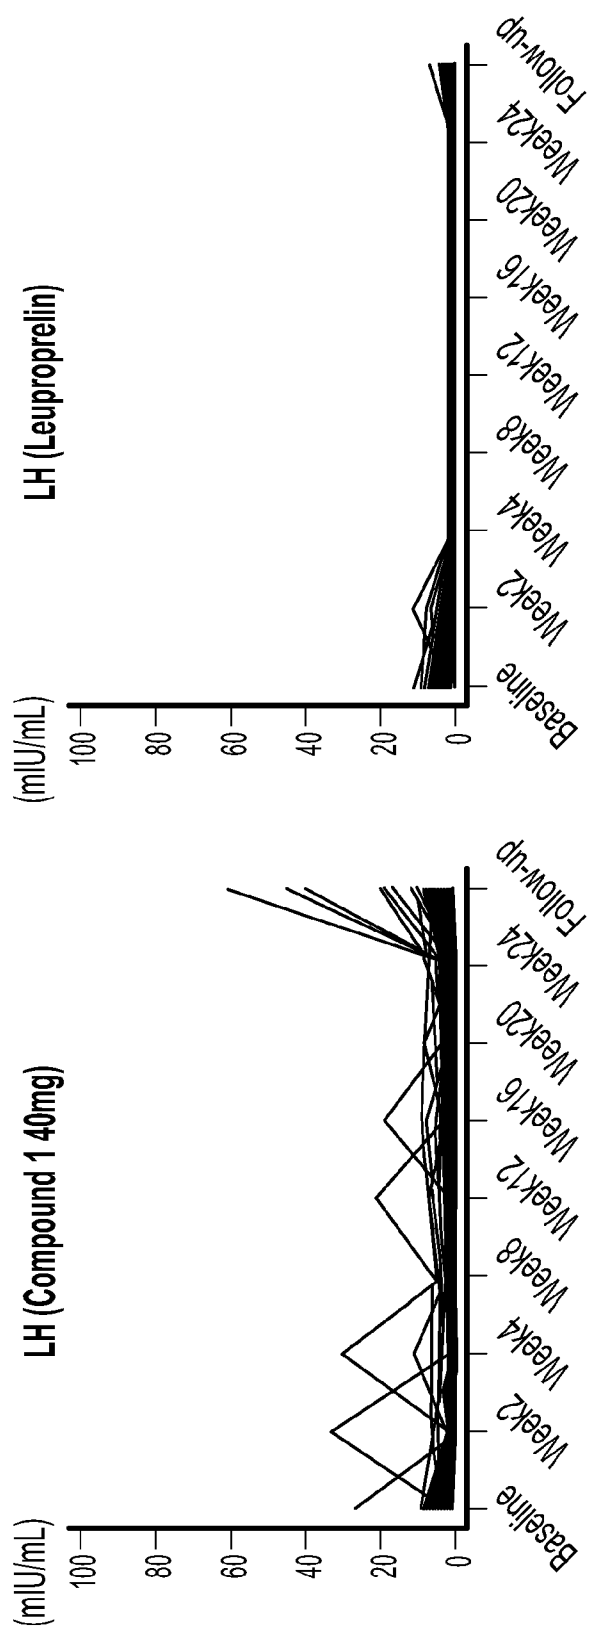 LH (Compound 1 40mg)
(mIU/mL)
100
80
60
40
20
0
Baseline
Week2
Week4
Week8
Week12
Week16
Week20
Week24
Follow-up
LH (Leuproprelin)
(mIU/mL)
100
80
60
40
20
0
Baseline
Week2
Week4
Week8
Week12
Week16
Week20
Week24
Follow-up